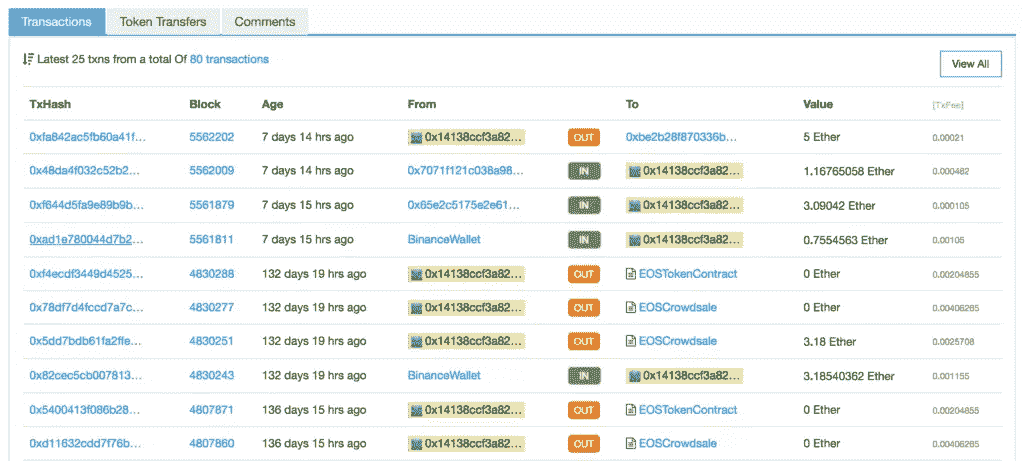 Transactions Token Transfers Comments
Latest 25 txns from a total Of 80 transactions View All
TxHash Block Age From To Value [TxFee]
0xfa842ac5fb60a41f... 5562202 7 days 14 hrs ago 0x14138ccf3a82... OUT 0xbe2b28f870336b... 5 Ether 0.00021
0x48da4f032c52b2... 5562009 7 days 14 hrs ago 0x7071f121c038a98... IN 0x14138ccf3a82... 1.16765058 Ether 0.000462
0xf644d5fa9e89b9b... 5561879 7 days 15 hrs ago 0x65e2c5175e2e61... IN 0x14138ccf3a82... 3.09042 Ether 0.000105
0xad1e780044d7b2... 5561811 7 days 15 hrs ago BinanceWallet IN 0x14138ccf3a82... 0.7554563 Ether 0.00105
0xf4ecdf3449d4525... 4830288 132 days 19 hrs ago 0x14138ccf3a82... OUT EOSTokenContract 0 Ether 0.00204855
0x78df7d4fccd7a7c... 4830277 132 days 19 hrs ago 0x14138ccf3a82... OUT EOSCrowdsale 0 Ether 0.00406265
0x5dd7bdb61fa2ffe... 4830251 132 days 19 hrs ago 0x14138ccf3a82... OUT EOSCrowdsale 3.18 Ether 0.0025708
0x82cec5cb007813... 4830243 132 days 19 hrs ago BinanceWallet IN 0x14138ccf3a82... 3.18540362 Ether 0.001155
0x5400413f086b28... 4807871 136 days 15 hrs ago 0x14138ccf3a82... OUT EOSTokenContract 0 Ether 0.00204855
0xd11632cdd7f76b... 4807860 136 days 15 hrs ago 0x14138ccf3a82... OUT EOSCrowdsale 0 Ether 0.00406265